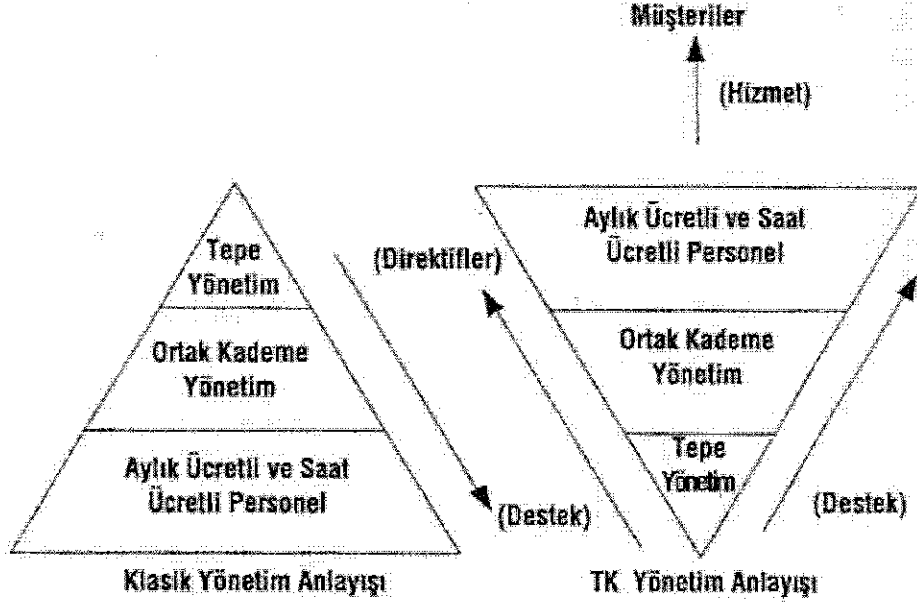 Müşteriler
(Hizmet)
Tepe
Yönetim
Ortak Kademe
Yönetim
Aylık Ücretli ve Saat
Ücretli Personel
(Direktifler)
(Destek)
Aylık Ücretli ve Saat
Ücretli Personel
Ortak Kademe
Yönetim
Tepe
Yönetim
(Destek)
Klasik Yönetim Anlayışı
TK Yönetim Anlayışı